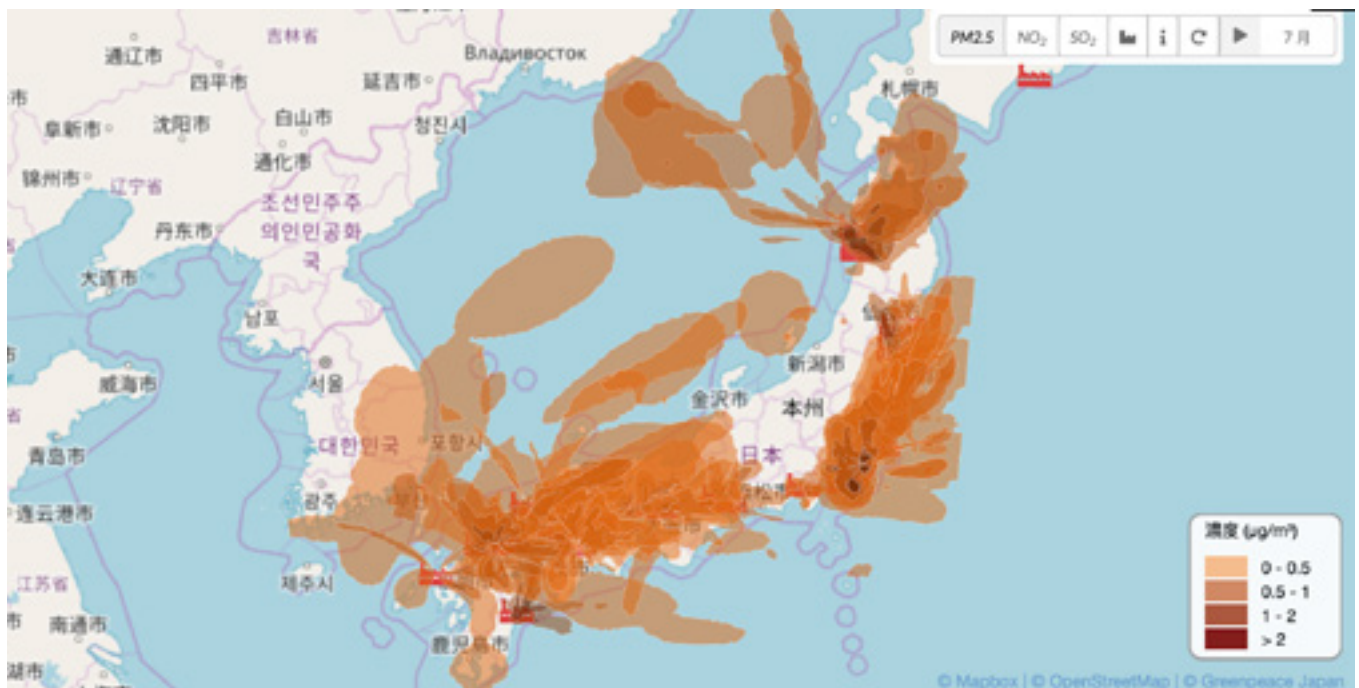 PM2.5 NO₂ SO₂ i 7月
吉林省
通辽市
Владивосток
四平市
延吉市
札幌市
阜新市
沈阳市
白山市
청진시
通化市
锦州市
辽宁省
조선민주주
의인민공화
국
丹东市
大连市
남포
新潟市
서울
威海市
金沢市
本州
省
대한민국
포항시
日本
青岛市
광주
连云港市
제주시
江苏省
南通市
鹿児島市
湖市
濃度 (μg/m³)
0 - 0.5
0.5 - 1
1 - 2
> 2
© Mapbox | © OpenStreetMap | © Greenpeace Japan